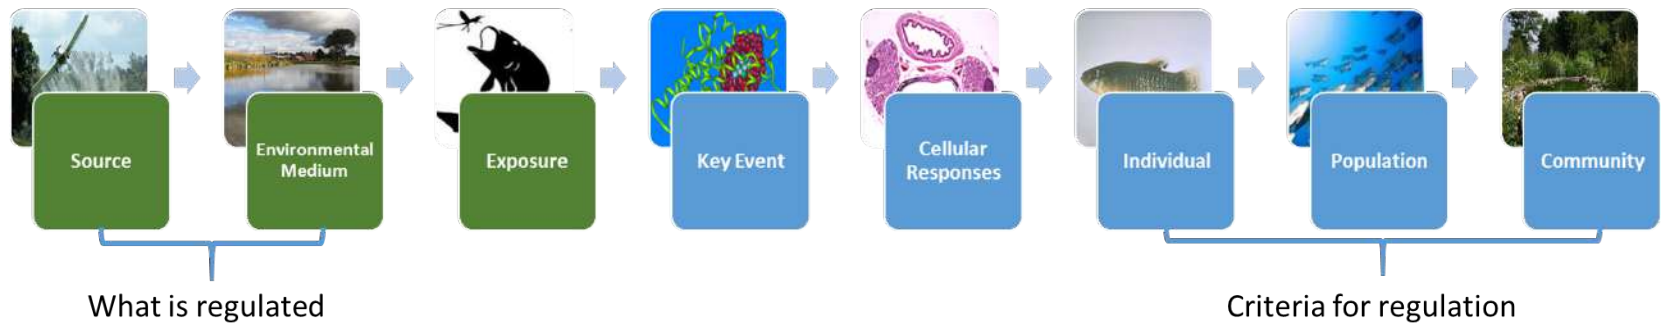 Source
Environmental
Medium
Exposure
Key Event
Cellular
Responses
Individual
Population
Community
What is regulated
Criteria for regulation